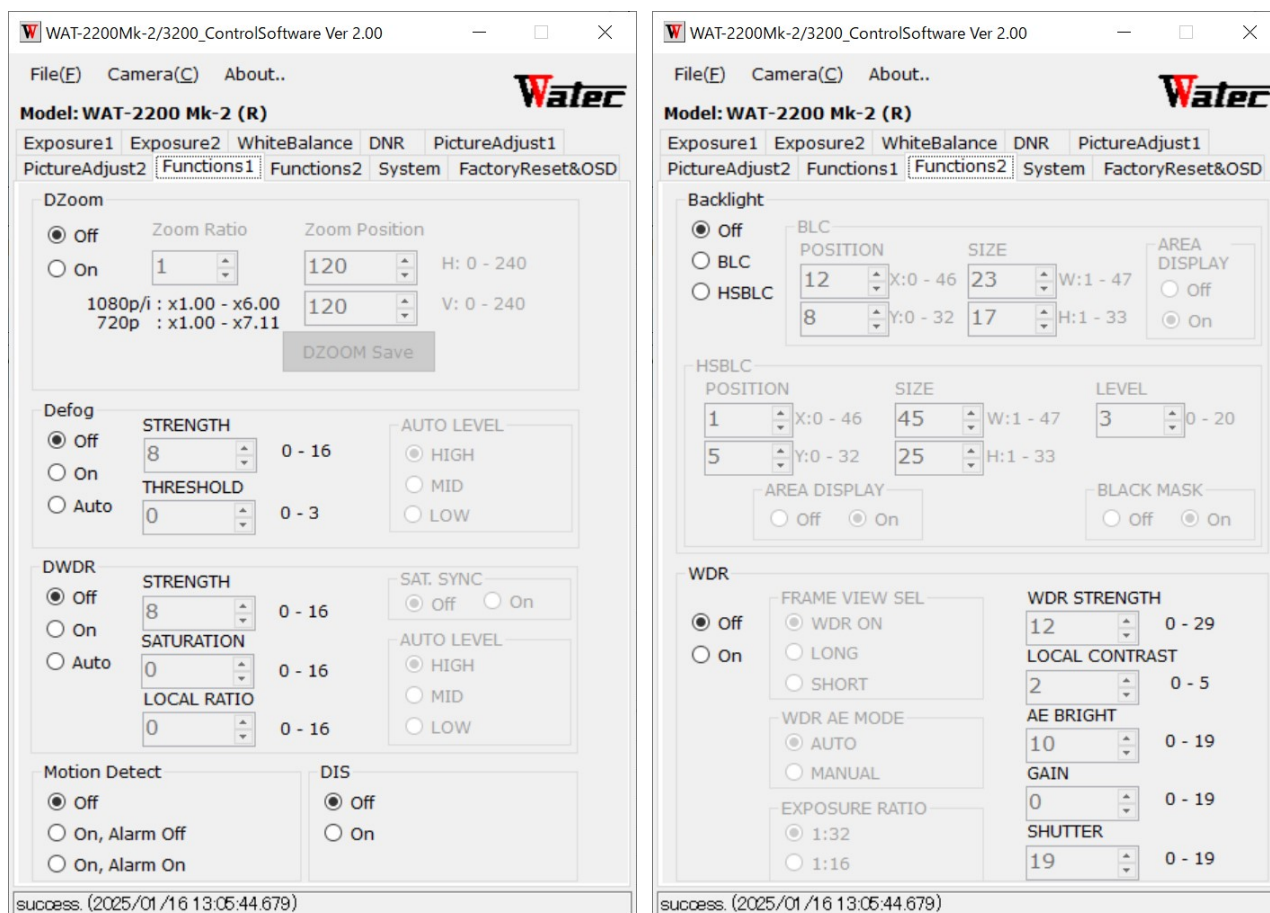 WAT-2200Mk-2/3200_ControlSoftware Ver 2.00
File(F) Camera(C) About..
Watec
Model: WAT-2200 Mk-2 (R)
Exposure1 Exposure2 WhiteBalance DNR PictureAdjust1
PictureAdjust2 Functions1 Functions2 System FactoryReset&OSD
DZoom
Off
On
Zoom Ratio
1
1080p/i : x1.00 - x6.00
720p : x1.00 - x7.11
Zoom Position
120 H: 0 - 240
120 V: 0 - 240
DZOOM Save
Defog
Off
On
Auto
STRENGTH
8 0 - 16
THRESHOLD
0 0 - 3
AUTO LEVEL
HIGH
MID
LOW
DWDR
Off
On
Auto
STRENGTH
8 0 - 16
SATURATION
0 0 - 16
LOCAL RATIO
0 0 - 16
SAT. SYNC
Off On
AUTO LEVEL
HIGH
MID
LOW
Motion Detect
Off
On, Alarm Off
On, Alarm On
DIS
Off
On
success. (2025/01/16 13:05:44.679)
WAT-2200Mk-2/3200_ControlSoftware Ver 2.00
File(F) Camera(C) About..
Watec
Model: WAT-2200 Mk-2 (R)
Exposure1 Exposure2 WhiteBalance DNR PictureAdjust1
PictureAdjust2 Functions1 Functions2 System FactoryReset&OSD
Backlight
Off
BLC
HSBLC
BLC
POSITION
12 X:0 - 46
8 Y:0 - 32
SIZE
23 W:1 - 47
17 H:1 - 33
AREA
DISPLAY
Off
On
HSBLC
POSITION
1 X:0 - 46
5 Y:0 - 32
SIZE
45 W:1 - 47
25 H:1 - 33
LEVEL
3 0 - 20
AREA DISPLAY
Off On
BLACK MASK
Off On
WDR
Off
On
FRAME VIEW SEL
WDR ON
LONG
SHORT
WDR AE MODE
AUTO
MANUAL
EXPOSURE RATIO
1:32
1:16
WDR STRENGTH
12 0 - 29
LOCAL CONTRAST
2 0 - 5
AE BRIGHT
10 0 - 19
GAIN
0 0 - 19
SHUTTER
19 0 - 19
success. (2025/01/16 13:05:44.679)